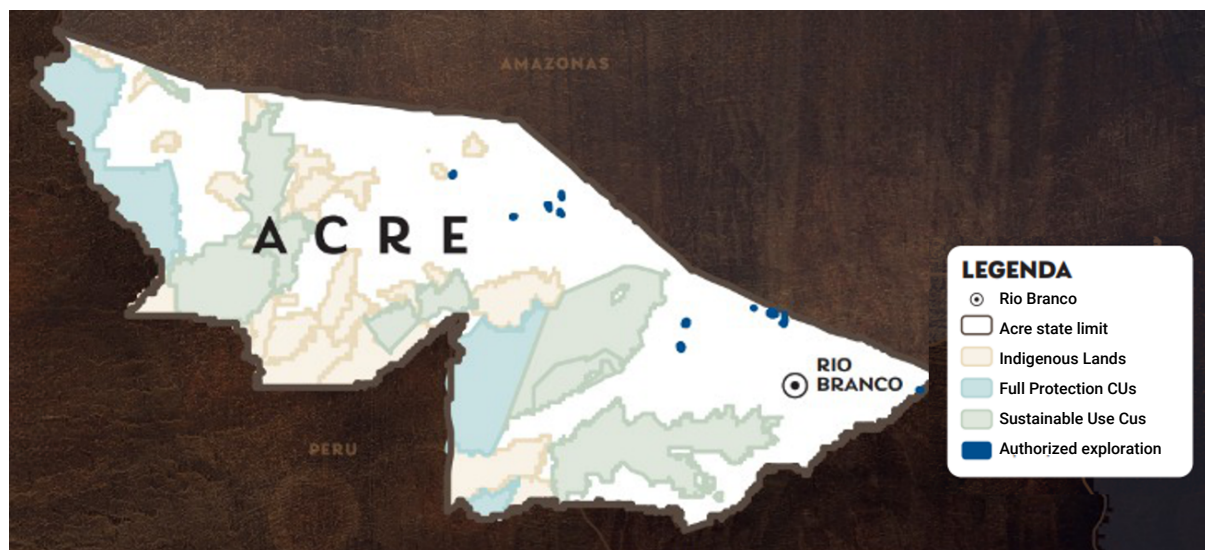 AMAZONAS
ACRE
RIO
BRANCO
PERU
LEGENDA
Rio Branco
Acre state limit
Indigenous Lands
Full Protection CUs
Sustainable Use Cus
Authorized exploration